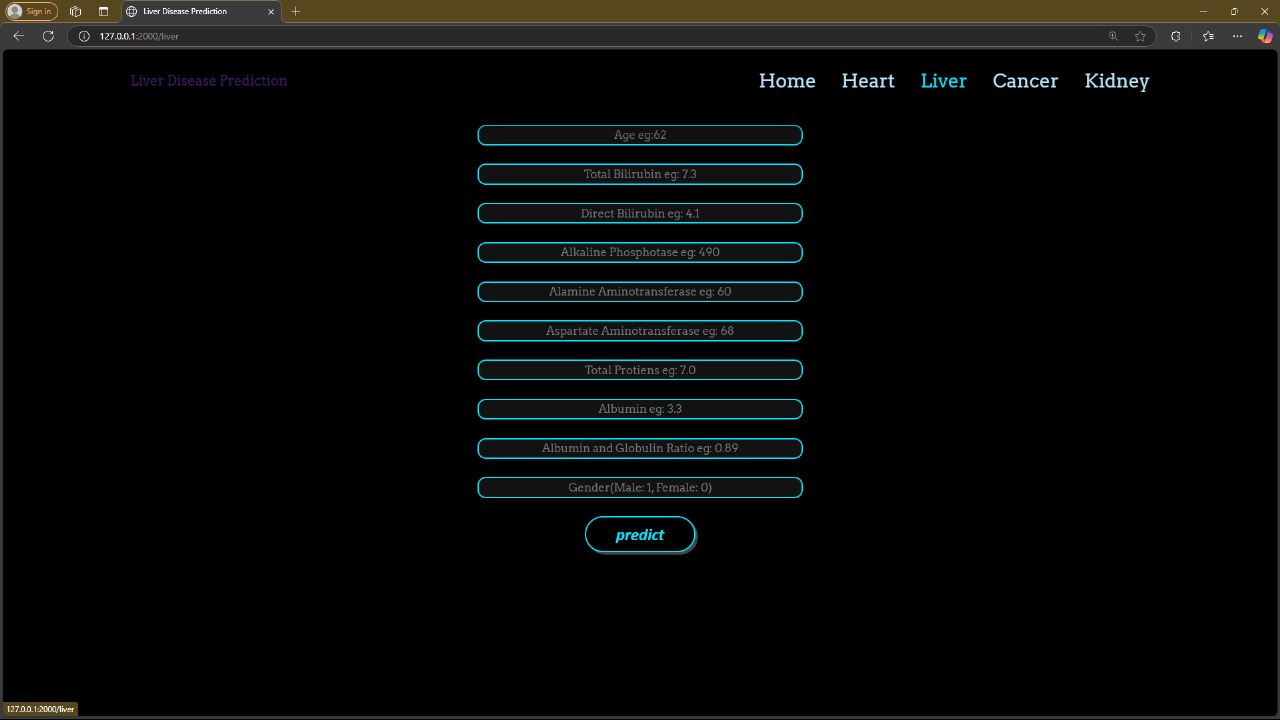 Sign in
Liver Disease Prediction
127.0.0.1:2000/liver
Liver Disease Prediction
Home Heart Liver Cancer Kidney
Age eg:62
Total Bilirubin eg: 7.3
Direct Bilirubin eg: 4.1
Alkaline Phosphotase eg: 490
Alamine Aminotransferase eg: 60
Aspartate Aminotransferase eg: 68
Total Protiens eg: 7.0
Albumin eg: 3.3
Albumin and Globulin Ratio eg: 0.89
Gender(Male: 1, Female: 0)
predict
127.0.0.1:2000/liver